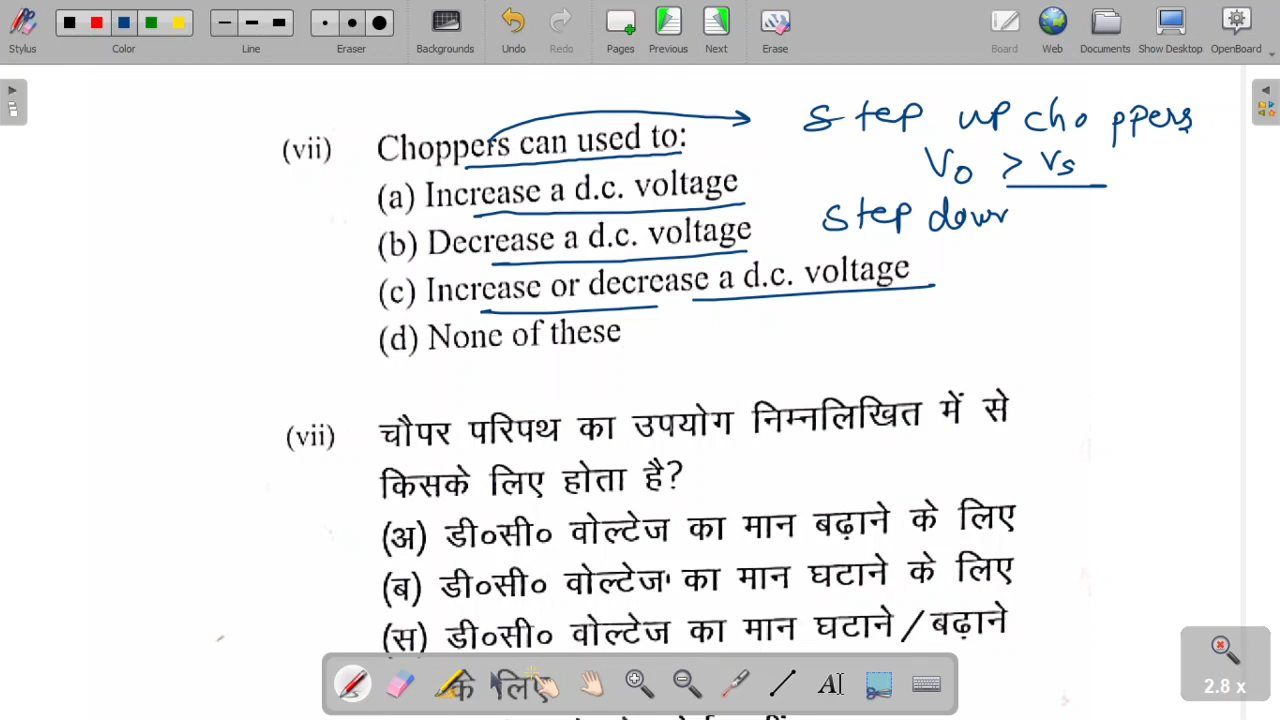 Stylus Color Line Eraser Backgrounds Undo Redo Pages Previous Next Erase Board Web Documents Show Desktop OpenBoard
(vii) Choppers can used to:
(a) Increase a d.c. voltage
(b) Decrease a d.c. voltage
(c) Increase or decrease a d.c. voltage
(d) None of these
step up choppers
Vo > Vs
step down
(vii) चौपर परिपथ का उपयोग निम्नलिखित में से
किसके लिए होता है?
(अ) डी०सी० वोल्टेज का मान बढ़ाने के लिए
(ब) डी०सी० वोल्टेज का मान घटाने के लिए
(स) डी०सी० वोल्टेज का मान घटाने/बढ़ाने
के लिए
2.8 x